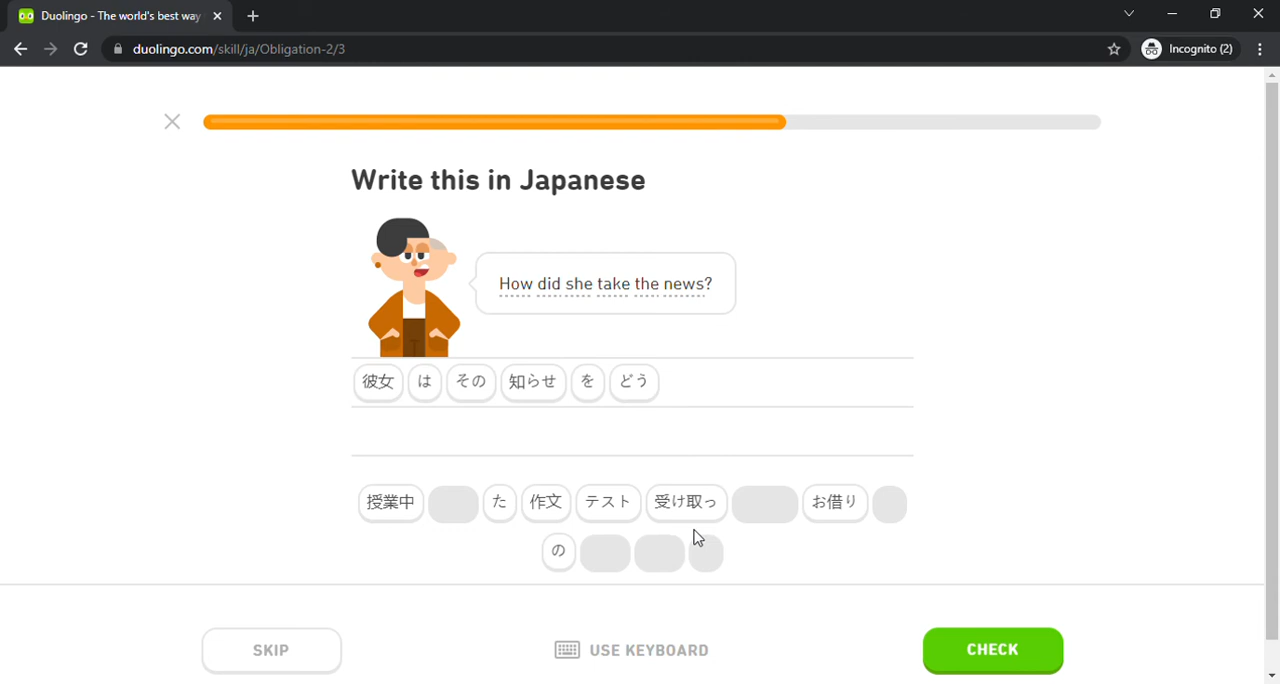 Duolingo - The world's best way
duolingo.com/skill/ja/Obligation-2/3
Incognito (2)
Write this in Japanese
How did she take the news?
彼女 は その 知らせ を どう
授業中 た 作文 テスト 受け取っ お借り
の
SKIP
USE KEYBOARD
CHECK